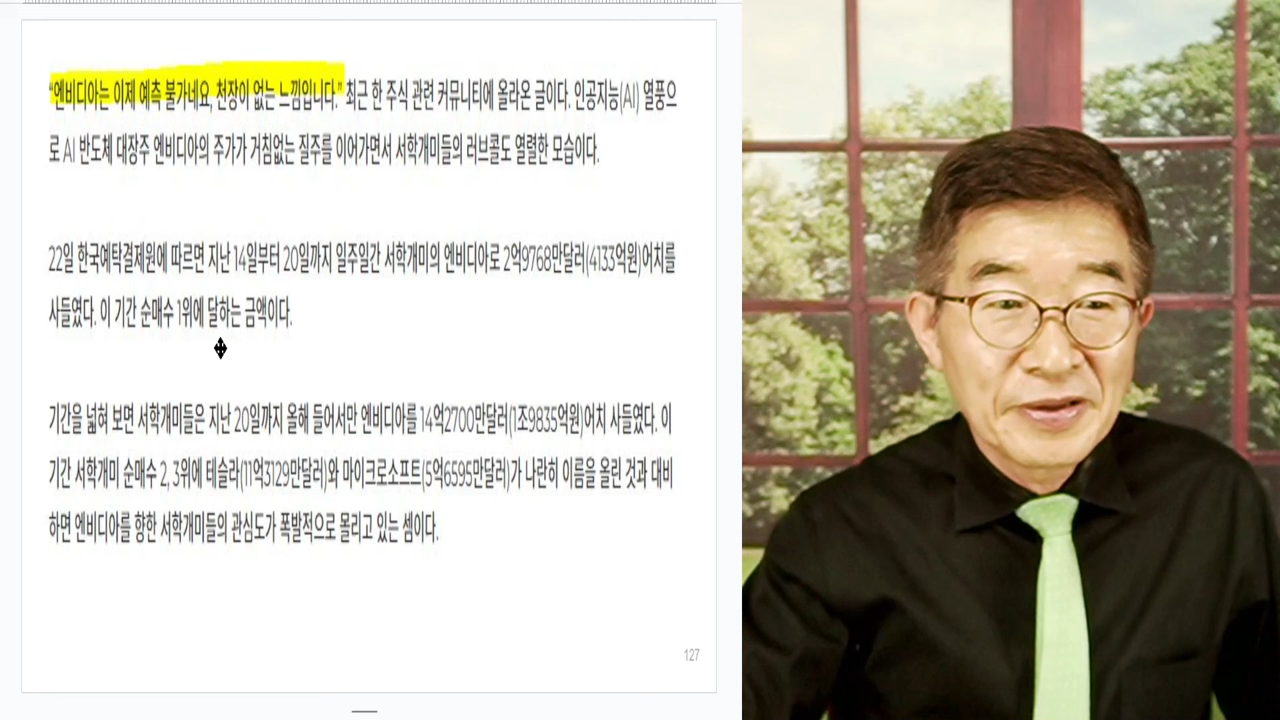 "엔비디아는 이제 예측 불가네요, 천장이 없는 느낌입니다." 최근 한 주식 관련 커뮤니티에 올라온 글이다. 인공지능(AI) 열풍으
로 AI 반도체 대장주 엔비디아의 주가가 거침없는 질주를 이어가면서 서학개미들의 러브콜도 열렬한 모습이다.
22일 한국예탁결제원에 따르면 지난 14일부터 20일까지 일주일간 서학개미의 엔비디아로 2억9768만달러(4133억원)어치를
사들였다. 이 기간 순매수 1위에 달하는 금액이다.
기간을 넓혀 보면 서학개미들은 지난 20일까지 올해 들어서만 엔비디아를 14억2700만달러(1조9835억원)어치 사들였다. 이
기간 서학개미 순매수 2, 3위에 테슬라(11억3129만달러)와 마이크로소프트(5억6595만달러)가 나란히 이름을 올린 것과 대비
하면 엔비디아를 향한 서학개미들의 관심도가 폭발적으로 몰리고 있는 셈이다.
127